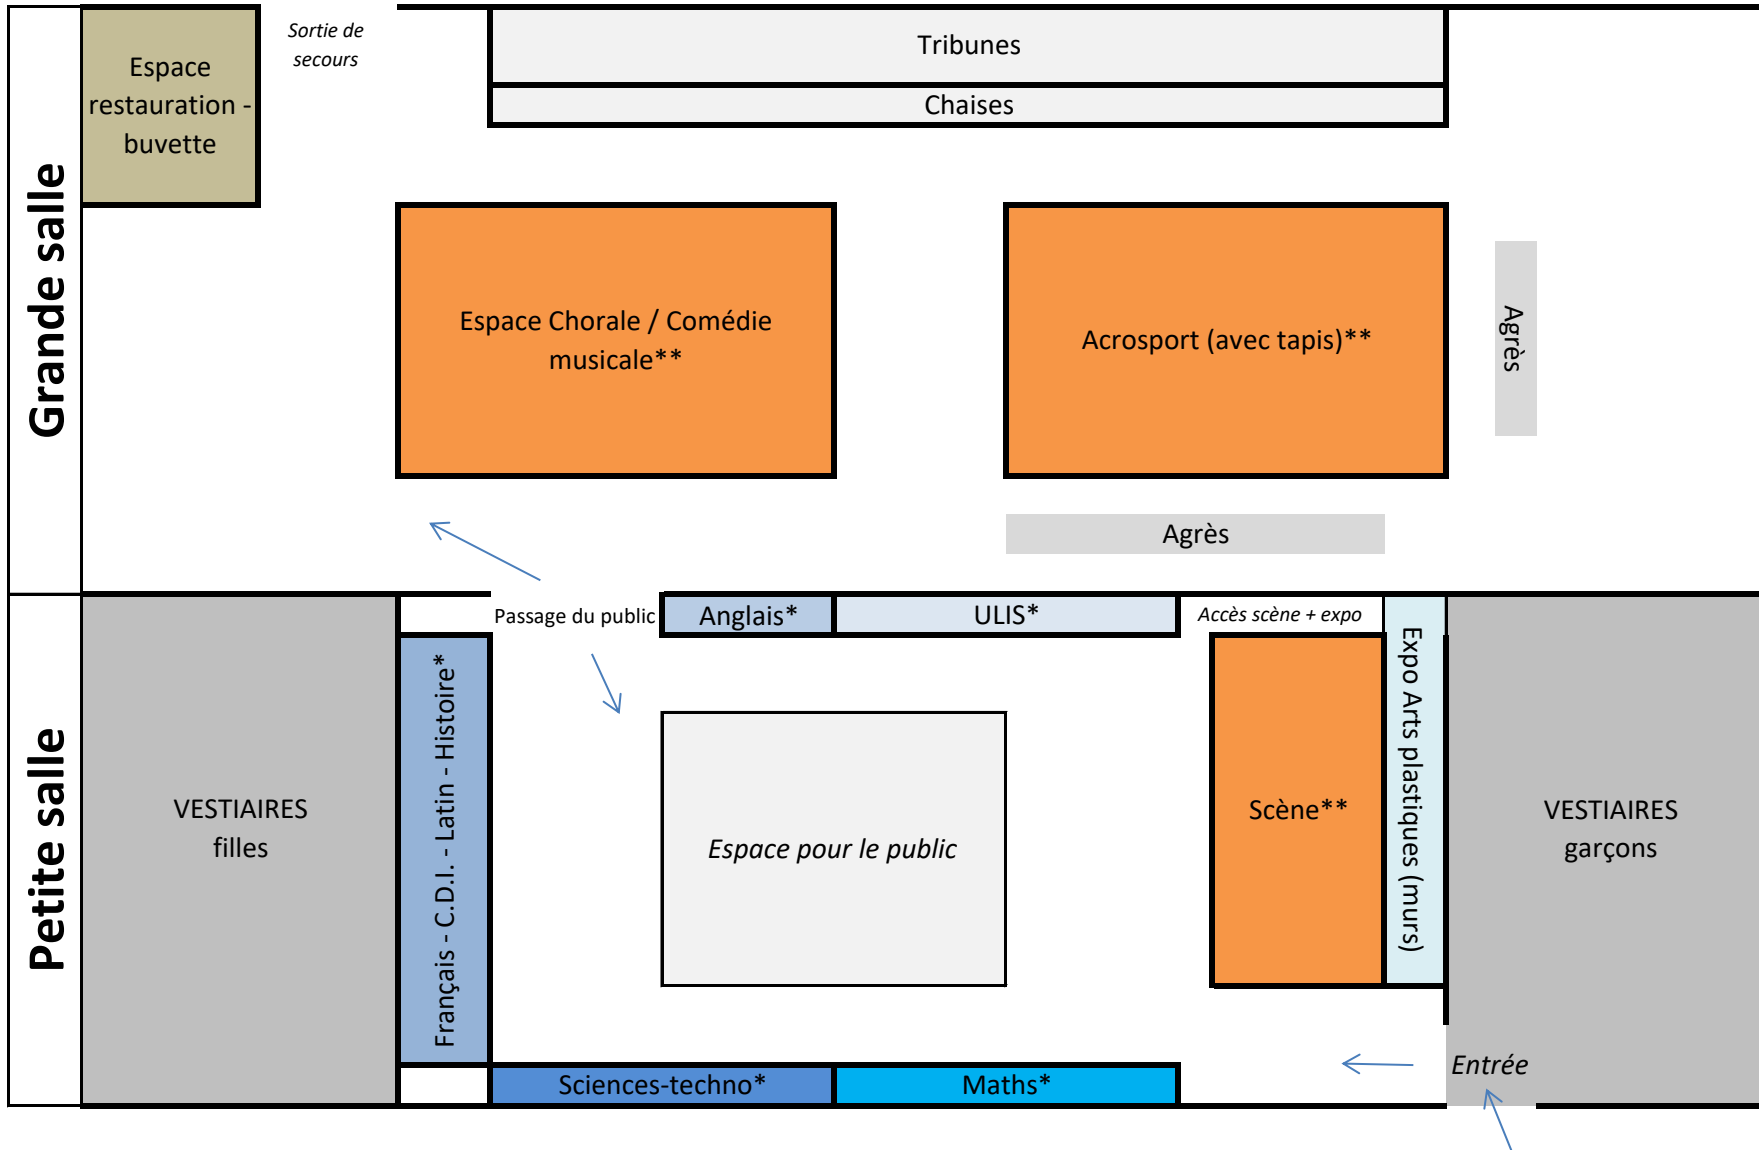 Grande salle
Espace
restauration -
buvette
Sortie de
secours
Tribunes
Chaises
Espace Chorale / Comédie
musicale**
Acrosport (avec tapis)**
Agrès
Agrès
Petite salle
VESTIAIRES
filles
Français - C.D.I. - Latin - Histoire*
Passage du public
Anglais*
ULIS*
Accès scène + expo
Expo Arts plastiques (murs)
Espace pour le public
Scène**
VESTIAIRES
garçons
Entrée
Sciences-techno*
Maths*